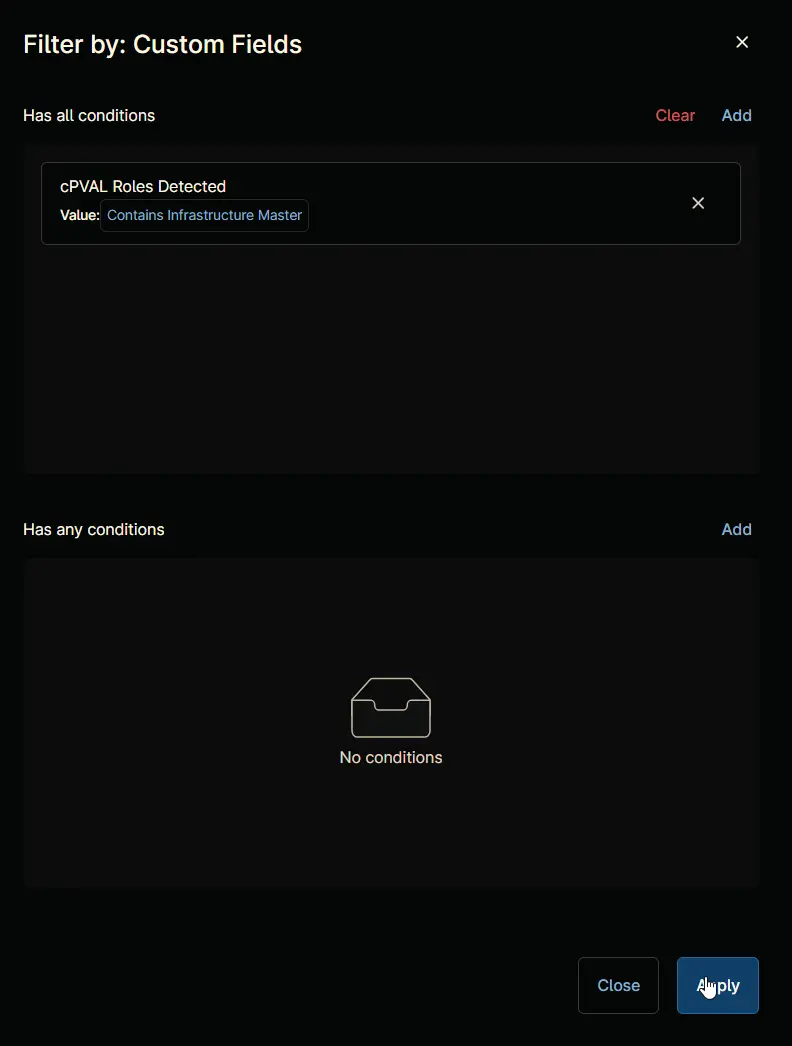 Filter by: Custom Fields
Has all conditions
Clear
Add
cPVAL Roles Detected
Value: Contains Infrastructure Master
Has any conditions
Add
No conditions
Close
Apply